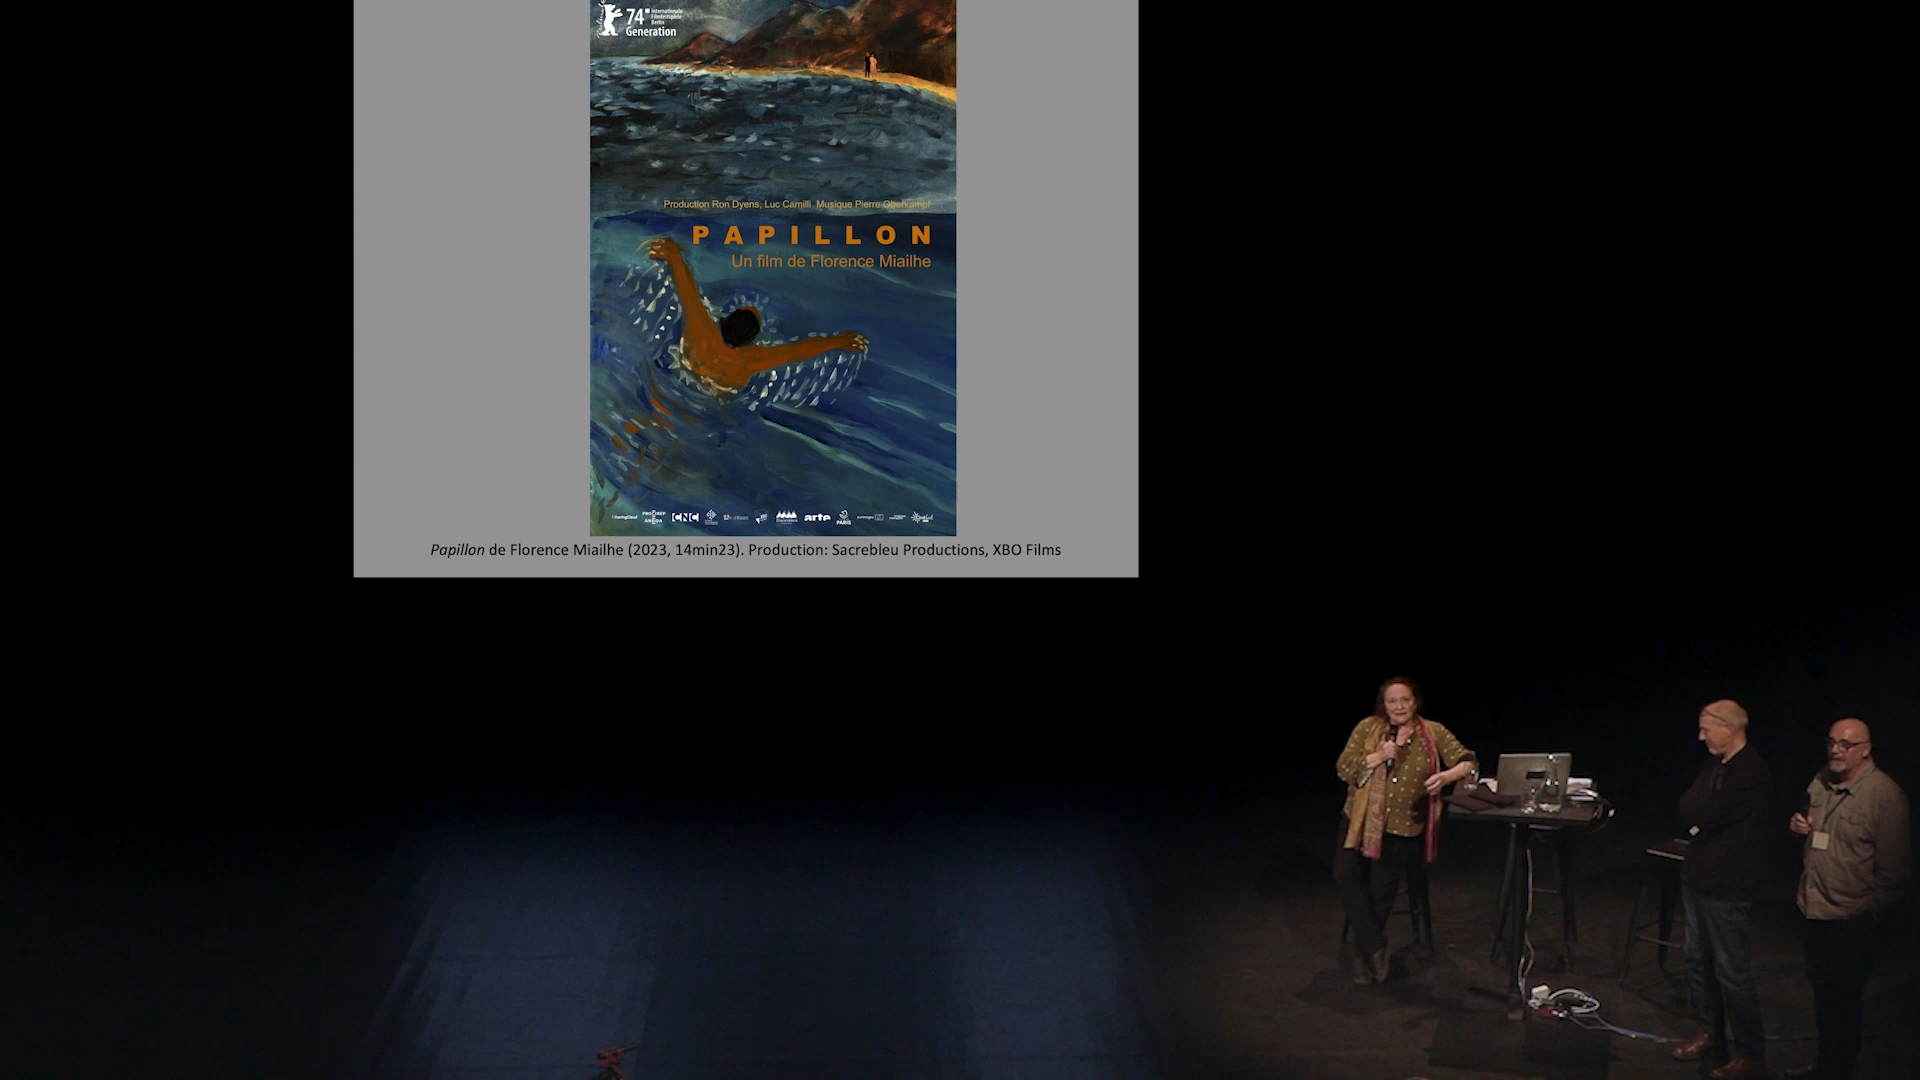 74
Internationale
Filmfestspiele
Berlin
Generation
Production Ron Dyens, Luc Camilli Musique Pierre Oberkampf
PAPILLON
Un film de Florence Miailhe
CNC
arte
PARIS
Papillon de Florence Miailhe (2023, 14min23). Production: Sacrebleu Productions, XBO Films